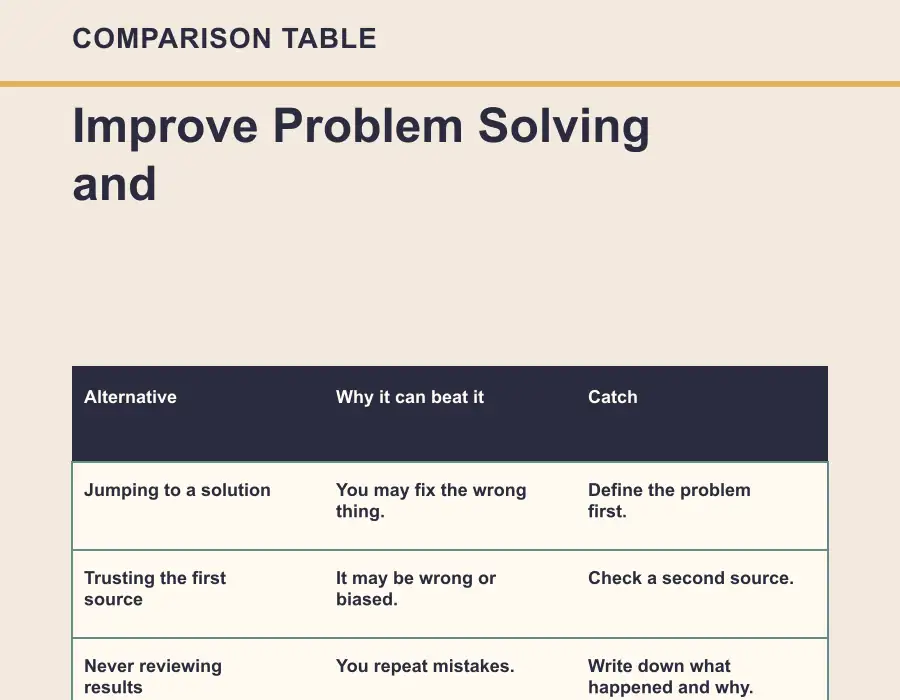 COMPARISON TABLE
Improve Problem Solving
and
Alternative Why it can beat it Catch
Jumping to a solution You may fix the wrong Define the problem
thing. first.
Trusting the first It may be wrong or Check a second source.
source biased.
Never reviewing You repeat mistakes. Write down what
results happened and why.